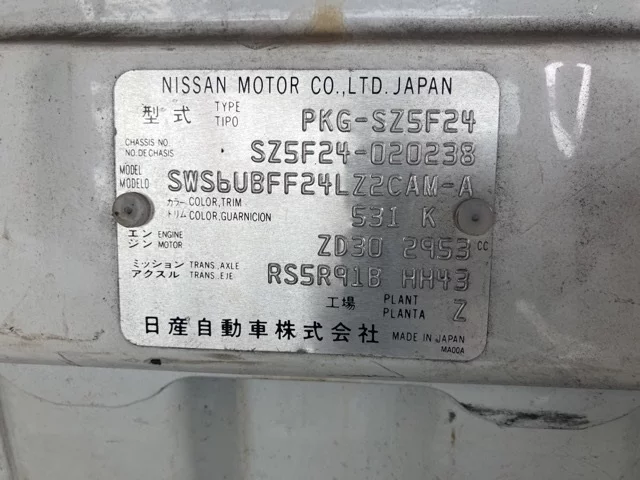 NISSAN MOTOR CO.,LTD. JAPAN
型式 TYPE TIPO PKG-SZ5F24
CHASSIS NO. NO. DE CHASIS SZ5F24-020238
MODEL MODELO SWS6UBFF24LZ2CAM-A
カラー COLOR, TRIM
トリム COLOR, GUARNICION 531 K
エンジン ENGINE MOTOR ZD30 2953 CC
ミッション TRANS., AXLE
アクスル TRANS., EJE RS5R91B HH43
工場 PLANT PLANTA Z
日産自動車株式会社 MADE IN JAPAN
MA00A